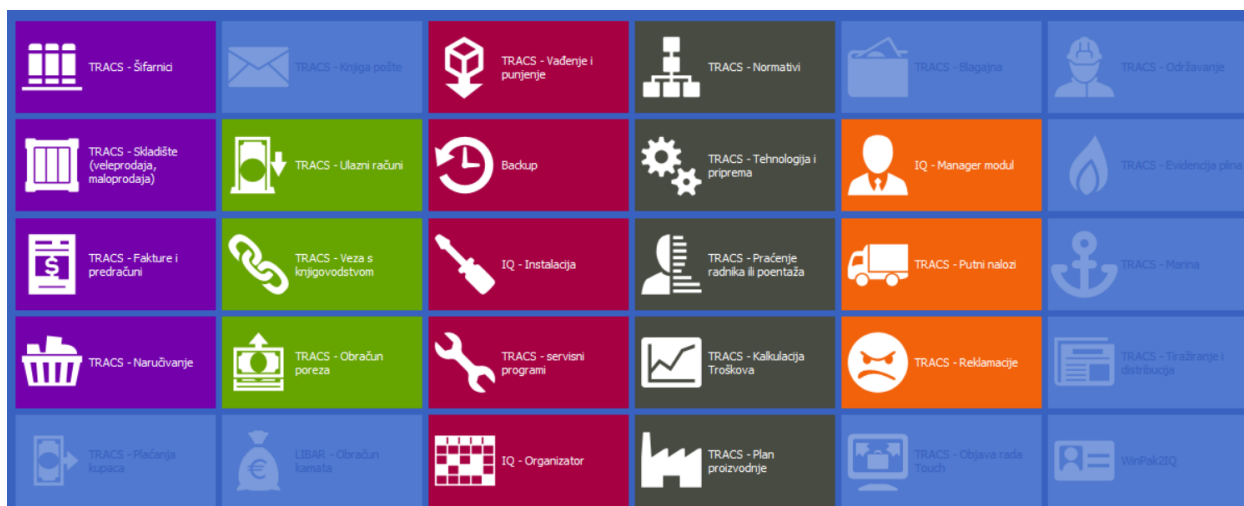 TRACS - Šifarnici
TRACS - Knjiga pošte
TRACS - Vađenje i
punjenje
TRACS - Normativi
TRACS - Blagajna
TRACS - Održavanje
TRACS - Skladište
(veleprodaja,
maloprodaja)
TRACS - Ulazni računi
Backup
TRACS - Tehnologija i
priprema
IQ - Manager modul
TRACS - Evidencija plina
TRACS - Fakture i
predračuni
TRACS - Veza s
knjigovodstvom
IQ - Instalacija
TRACS - Praćenje
radnika ili poentaža
TRACS - Putni nalozi
TRACS - Marina
TRACS - Naručivanje
TRACS - Obračun
poreza
TRACS - servisni
programi
TRACS - Kalkulacija
Troškova
TRACS - Reklamacije
TRACS - Tiražiranje i
distribucija
TRACS - Plaćanja
kupaca
LIBAR - Obračun
kamata
IQ - Organizator
TRACS - Plan
proizvodnje
TRACS - Objava rada
Touch
WinPak2IQ